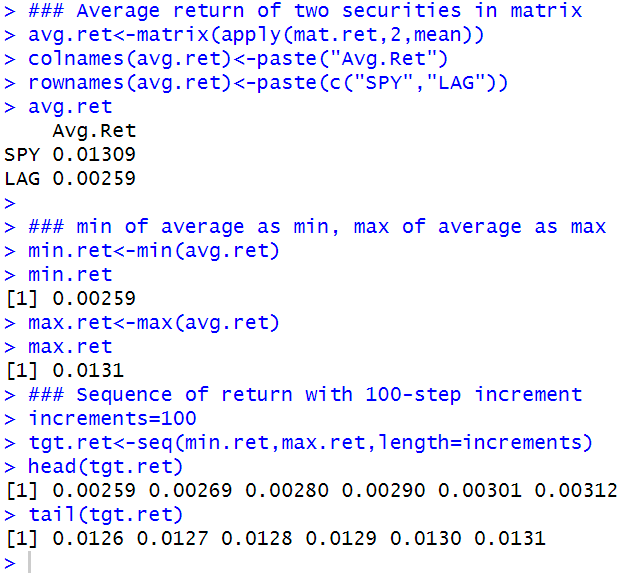 > ### Average return of two securities in matrix
> avg.ret<-matrix(apply(mat.ret,2,mean))
> colnames(avg.ret)<-paste("Avg.Ret")
> rownames(avg.ret)<-paste(c("SPY","LAG"))
> avg.ret
    Avg.Ret
SPY 0.01309
LAG 0.00259
>
> ### min of average as min, max of average as max
> min.ret<-min(avg.ret)
> min.ret
[1] 0.00259
> max.ret<-max(avg.ret)
> max.ret
[1] 0.0131
> ### Sequence of return with 100-step increment
> increments=100
> tgt.ret<-seq(min.ret,max.ret,length=increments)
> head(tgt.ret)
[1] 0.00259 0.00269 0.00280 0.00290 0.00301 0.00312
> tail(tgt.ret)
[1] 0.0126 0.0127 0.0128 0.0129 0.0130 0.0131
>